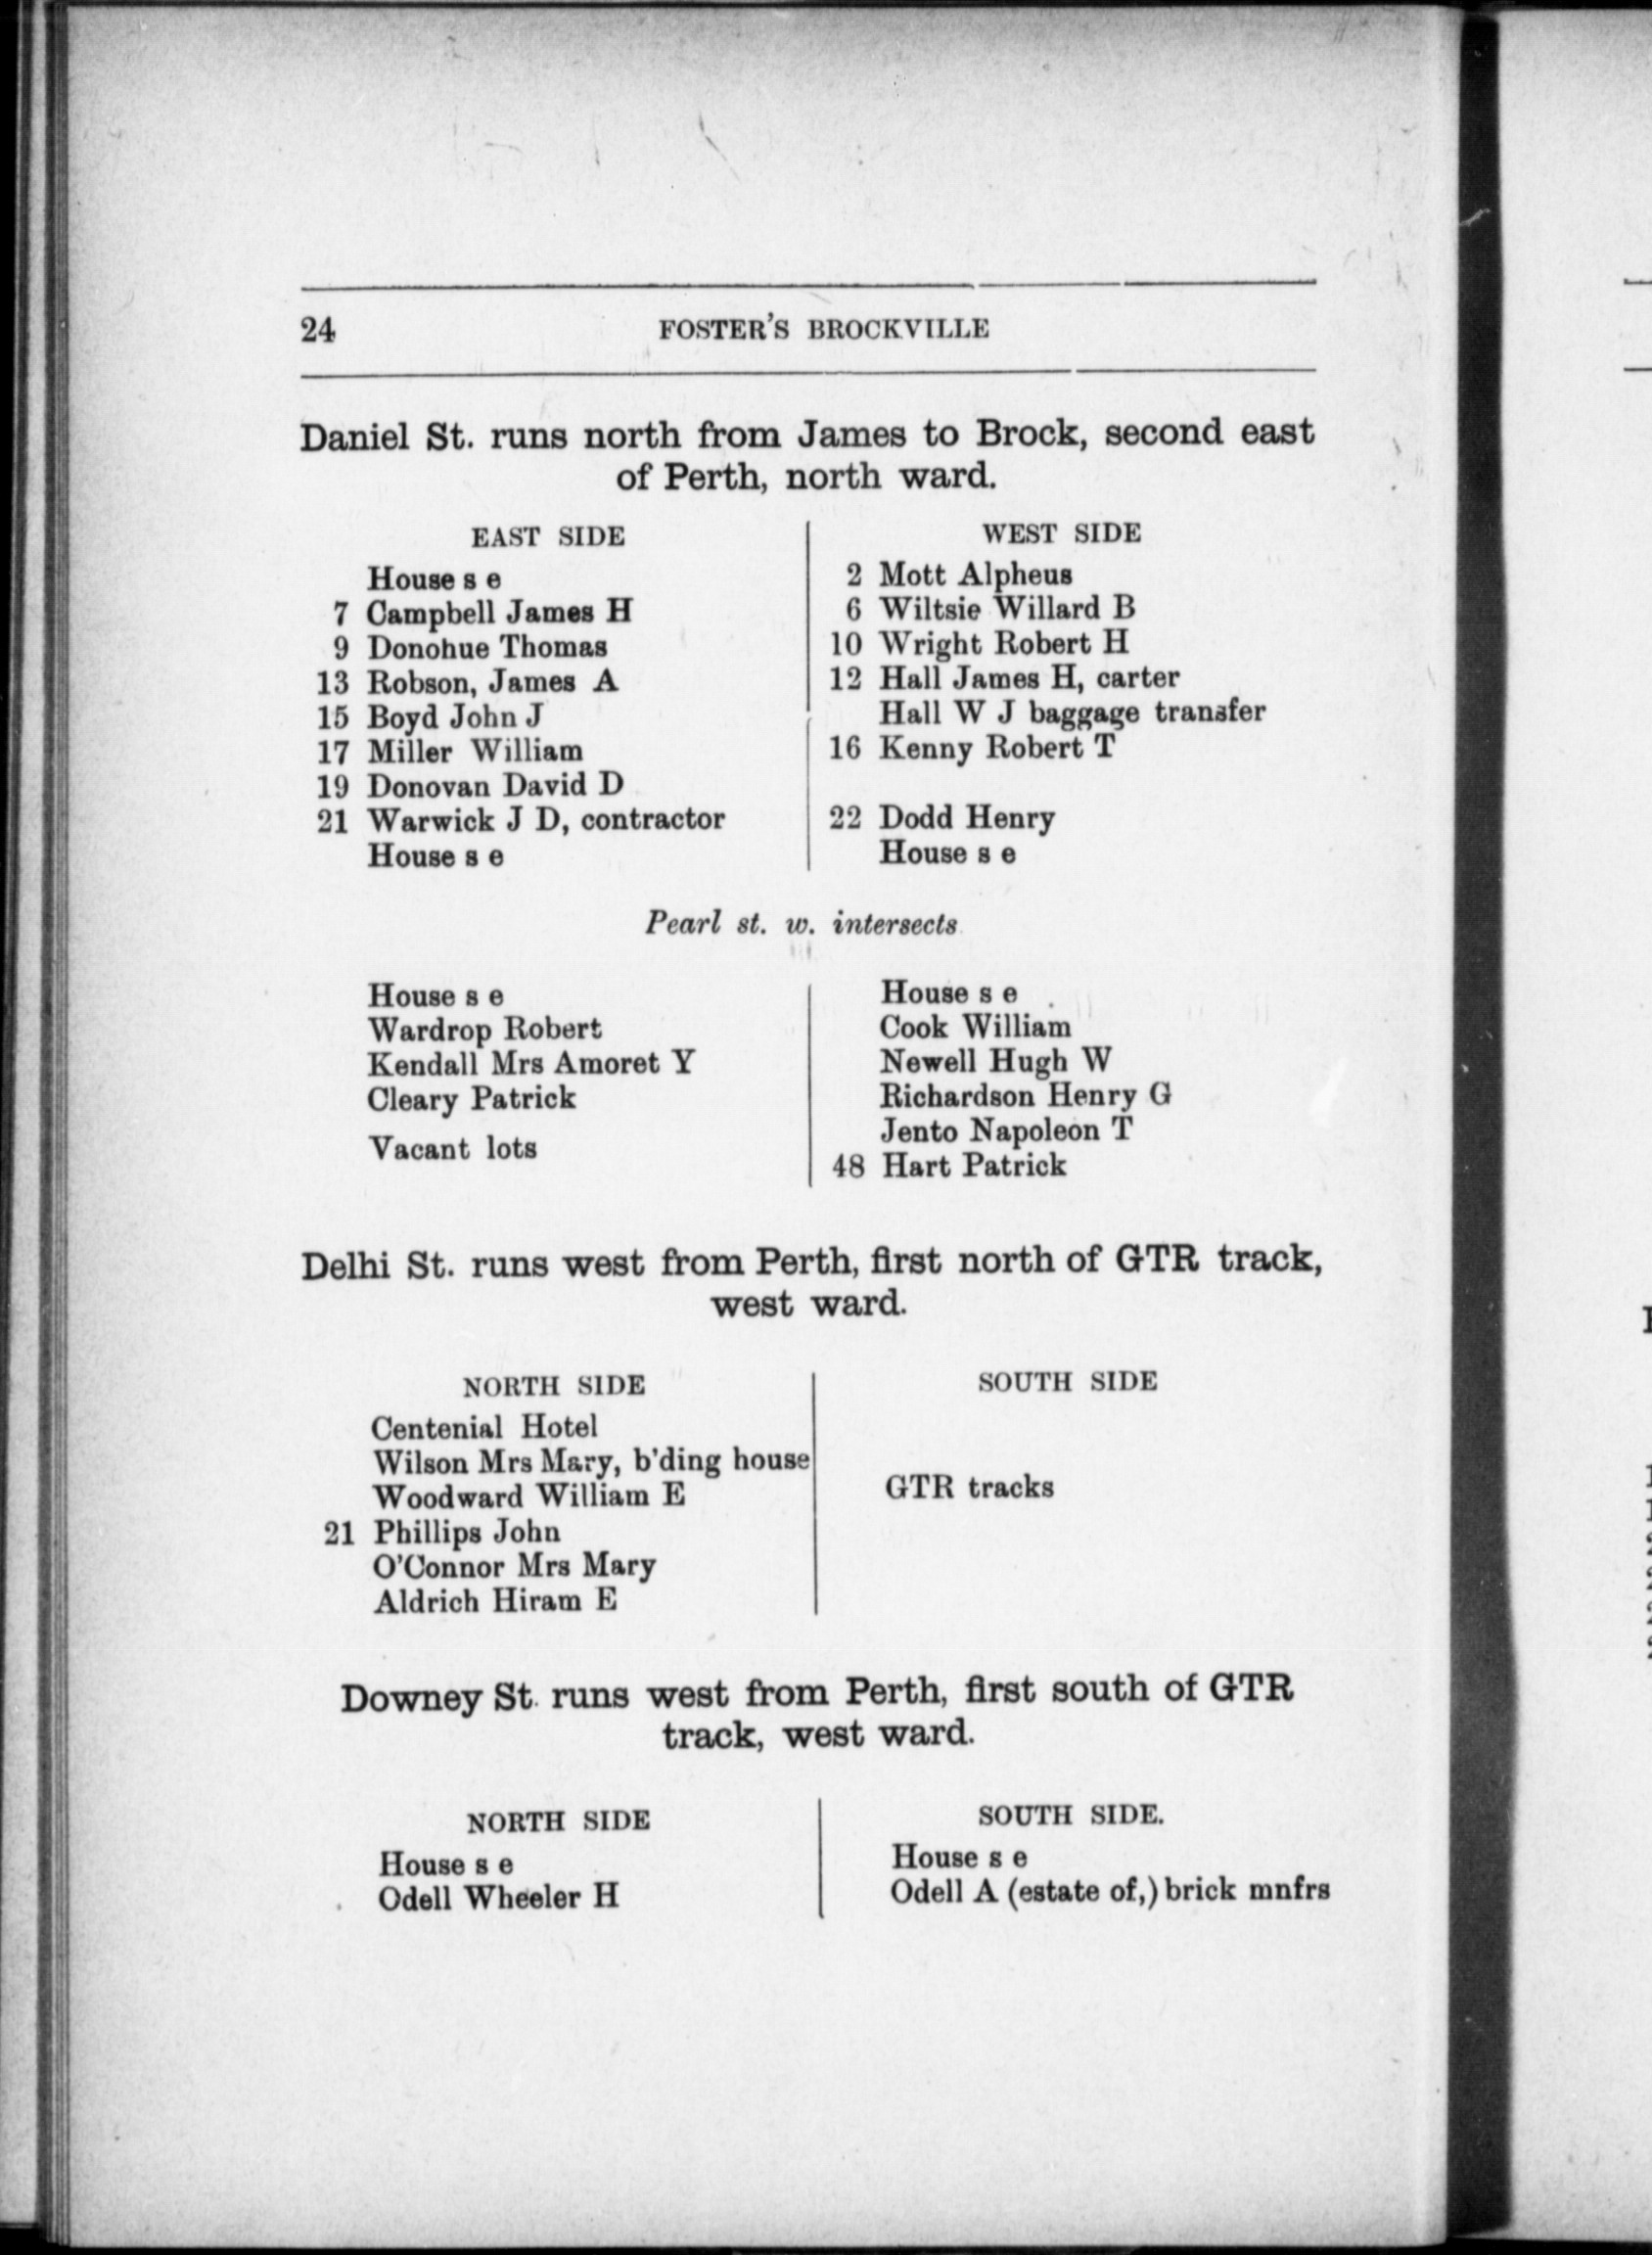 24 FOSTER'S BROCKVILLE
Daniel St. runs north from James to Brock, second east
of Perth, north ward.
EAST SIDE
House s e
7 Campbell James H
9 Donohue Thomas
13 Robson, James A
15 Boyd John J
17 Miller William
19 Donovan David D
21 Warwick J D, contractor
House s e
WEST SIDE
2 Mott Alpheus
6 Wiltsie Willard B
10 Wright Robert H
12 Hall James H, carter
Hall W J baggage transfer
16 Kenny Robert T
22 Dodd Henry
House s e
Pearl st. w. intersects
House s e
Wardrop Robert
Kendall Mrs Amoret Y
Cleary Patrick
Vacant lots
House s e
Cook William
Newell Hugh W
Richardson Henry G
Jento Napoleon T
48 Hart Patrick
Delhi St. runs west from Perth, first north of GTR track,
west ward.
NORTH SIDE
Centenial Hotel
Wilson Mrs Mary, b'ding house
Woodward William E
21 Phillips John
O'Connor Mrs Mary
Aldrich Hiram E
SOUTH SIDE
GTR tracks
Downey St. runs west from Perth, first south of GTR
track, west ward.
NORTH SIDE
House s e
Odell Wheeler H
SOUTH SIDE.
House s e
Odell A (estate of,) brick mnfrs